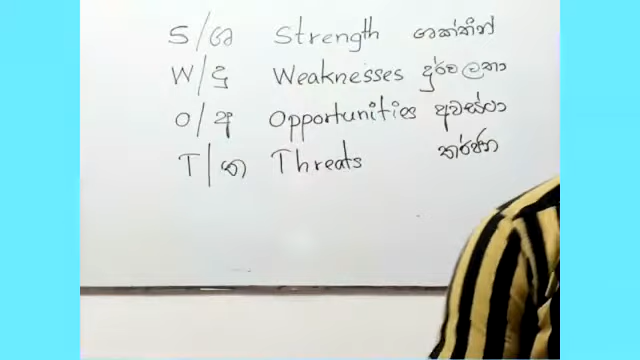 S/ශ Strength ශක්තීන්
W/දු Weaknesses දුර්වලතා
O/අ Opportunities අවස්ථා
T/ත Threats තර්ජන